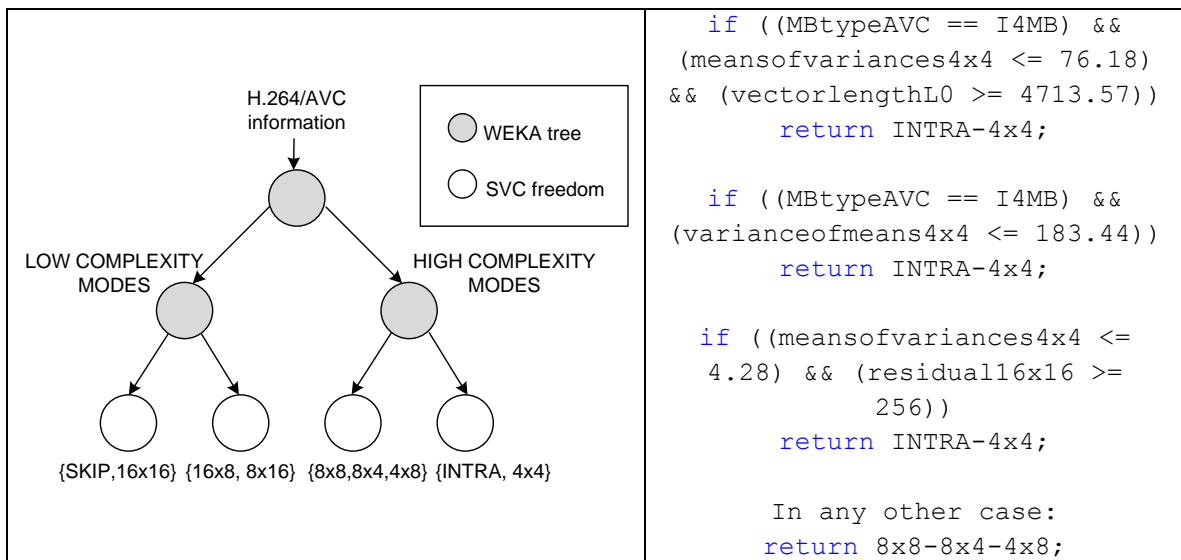 H.264/AVC
information
WEKA tree
SVC freedom
LOW COMPLEXITY
MODES
HIGH COMPLEXITY
MODES
{SKIP,16x16} {16x8, 8x16} {8x8,8x4,4x8} {INTRA, 4x4}
if ((MBtypeAVC == I4MB) &&
(meansofvariances4x4 <= 76.18)
&& (vectorlengthL0 >= 4713.57))
return INTRA-4x4;
if ((MBtypeAVC == I4MB) &&
(varianceofmeans4x4 <= 183.44))
return INTRA-4x4;
if ((meansofvariances4x4 <=
4.28) && (residual16x16 >=
256))
return INTRA-4x4;
In any other case:
return 8x8-8x4-4x8;